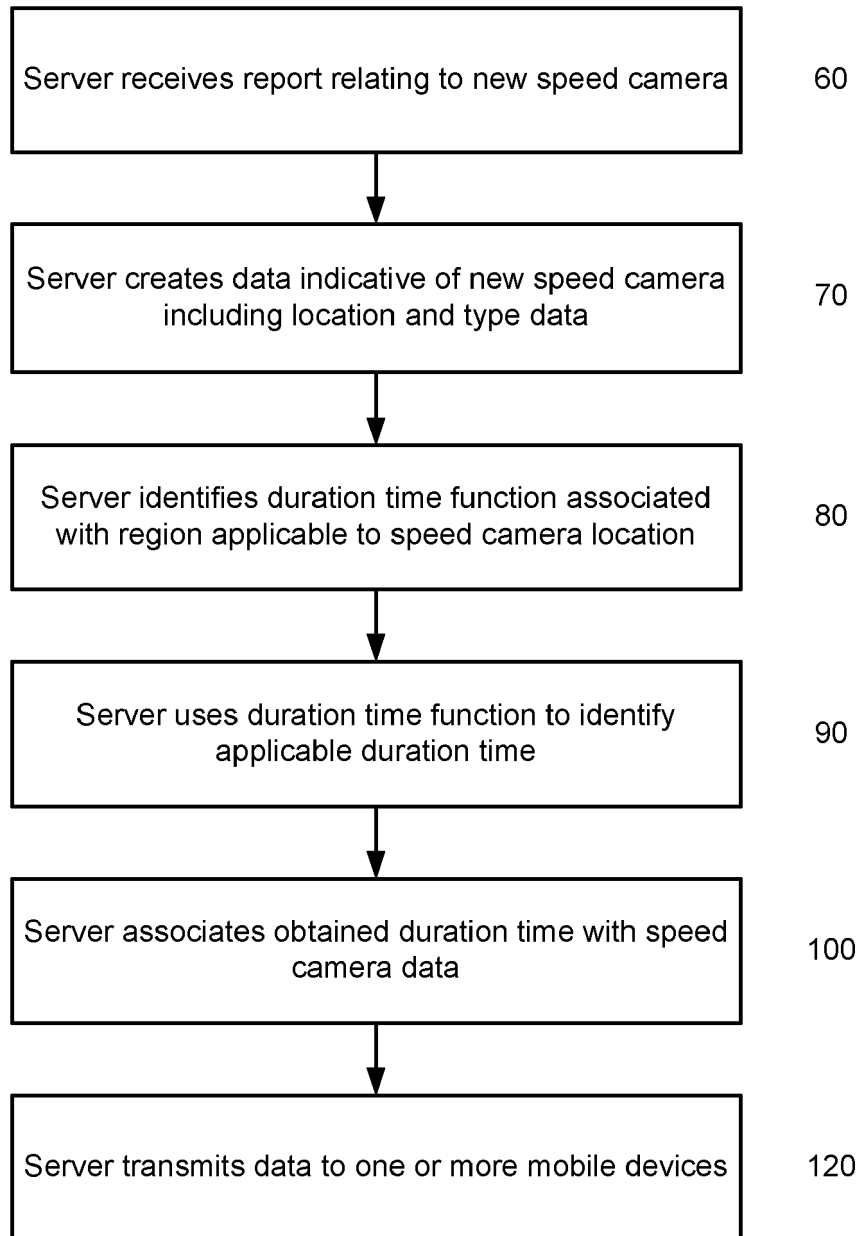 Server receives report relating to new speed camera
60
Server creates data indicative of new speed camera
including location and type data
70
Server identifies duration time function associated
with region applicable to speed camera location
80
Server uses duration time function to identify
applicable duration time
90
Server associates obtained duration time with speed
camera data
100
Server transmits data to one or more mobile devices
120